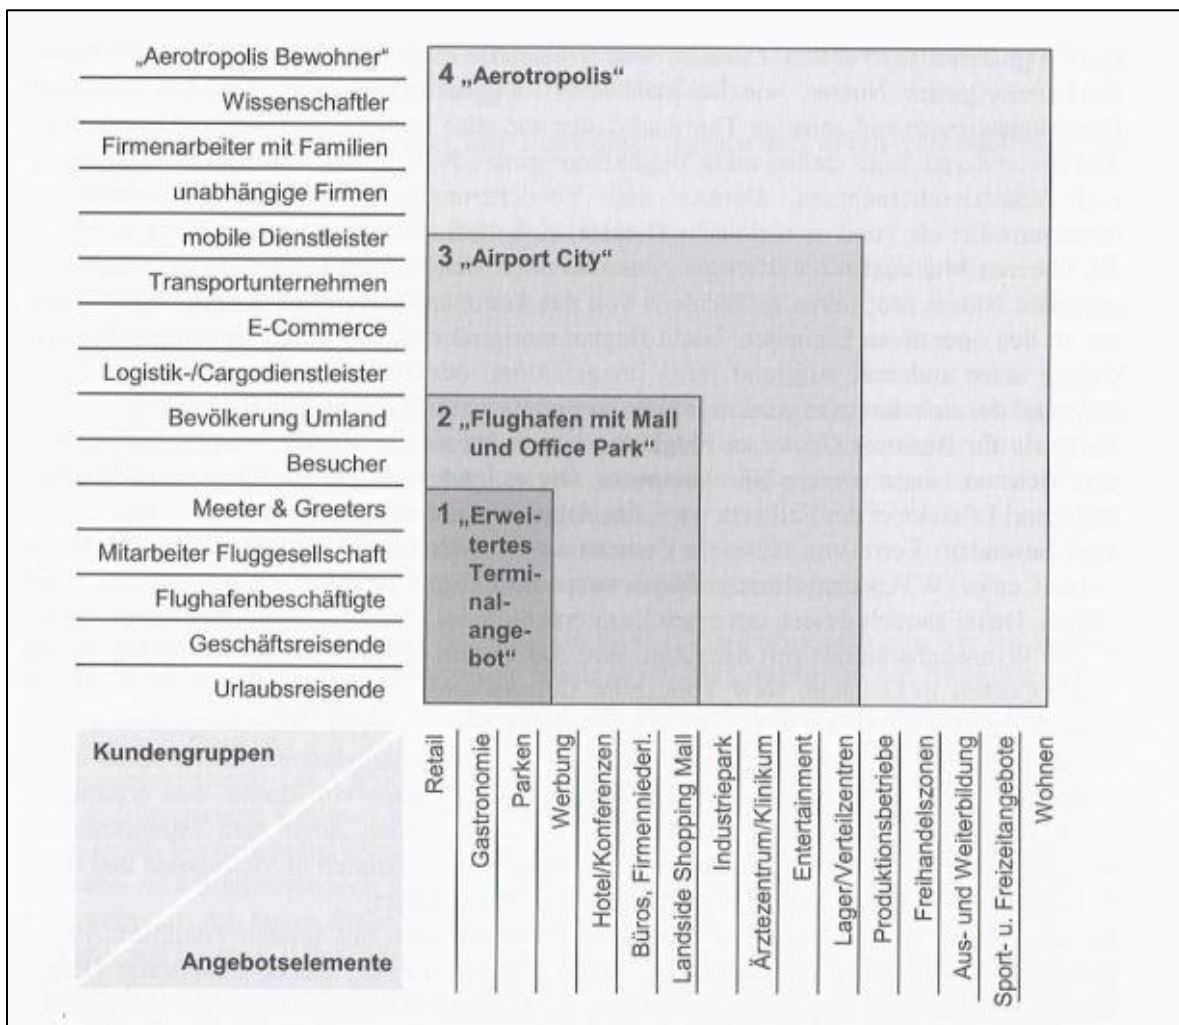 „Aerotropolis Bewohner“
Wissenschaftler
Firmenarbeiter mit Familien
unabhängige Firmen
mobile Dienstleister
Transportunternehmen
E-Commerce
Logistik-/Cargodienstleister
Bevölkerung Umland
Besucher
Meeter & Greeters
Mitarbeiter Fluggesellschaft
Flughafenbeschäftigte
Geschäftsreisende
Urlaubsreisende
4 „Aerotropolis“
3 „Airport City“
2 „Flughafen mit Mall
und Office Park“
1 „Erwei-
tertes
Termi-
nal-
ange-
bot“
Kundengruppen
Angebotselemente
Retail
Gastronomie
Parken
Werbung
Hotel/Konferenzen
Büros, Firmenniederl.
Landside Shopping Mall
Industriepark
Ärztezentrum/Klinikum
Entertainment
Lager/Verteilzentren
Produktionsbetriebe
Freihandelszonen
Aus- und Weiterbildung
Sport- u. Freizeitangebote
Wohnen